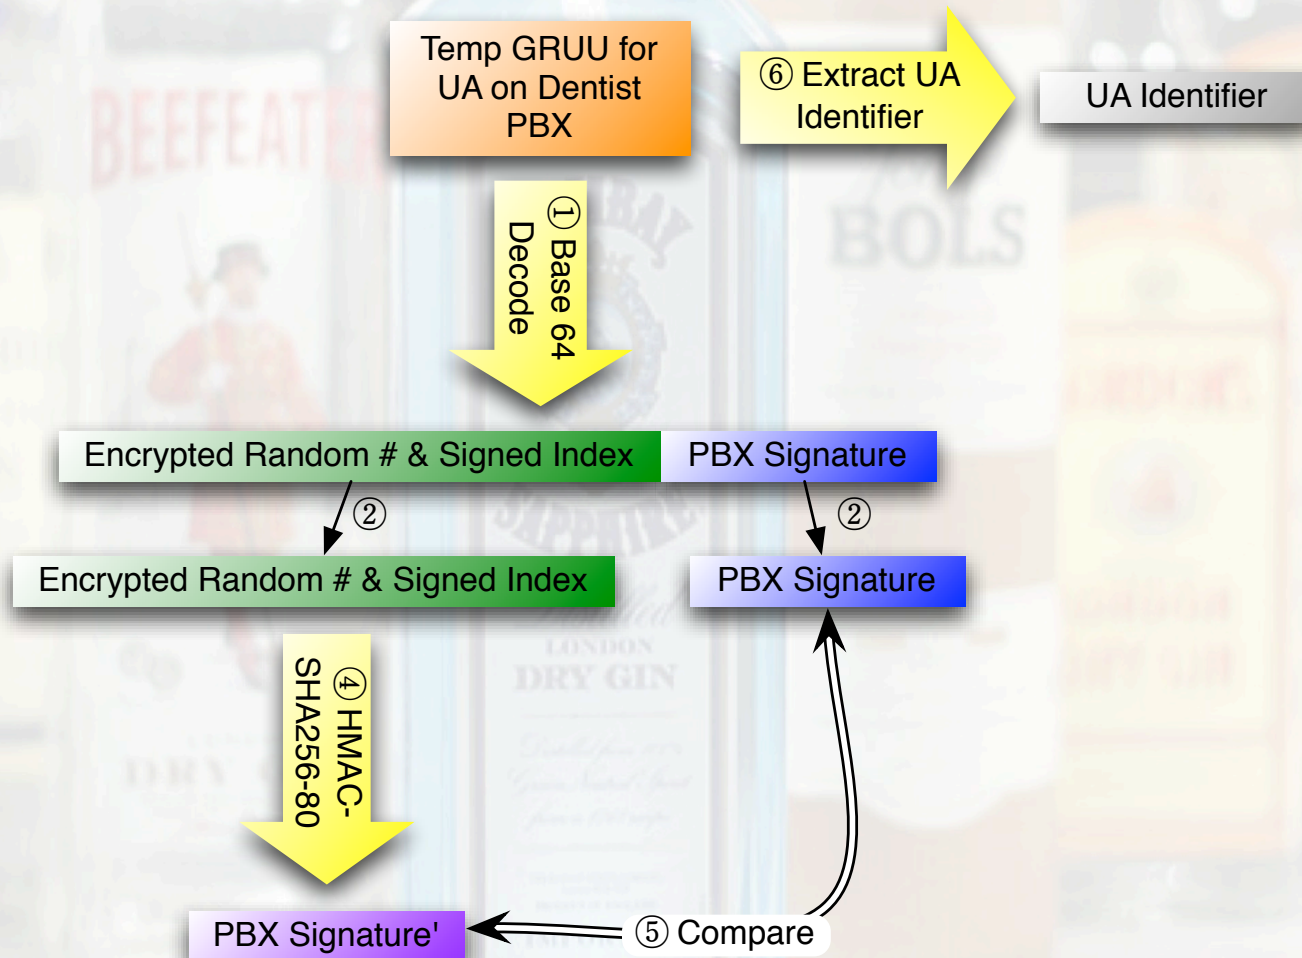 Temp GRUU for
UA on Dentist
PBX
⑥ Extract UA
Identifier
UA Identifier
① Base 64
Decode
Encrypted Random # & Signed Index
PBX Signature
②
②
Encrypted Random # & Signed Index
PBX Signature
④ HMAC-
SHA256-80
PBX Signature'
⑤ Compare
BEEFEATER
BOLS
SAPPHIRE
LONDON
DRY GIN